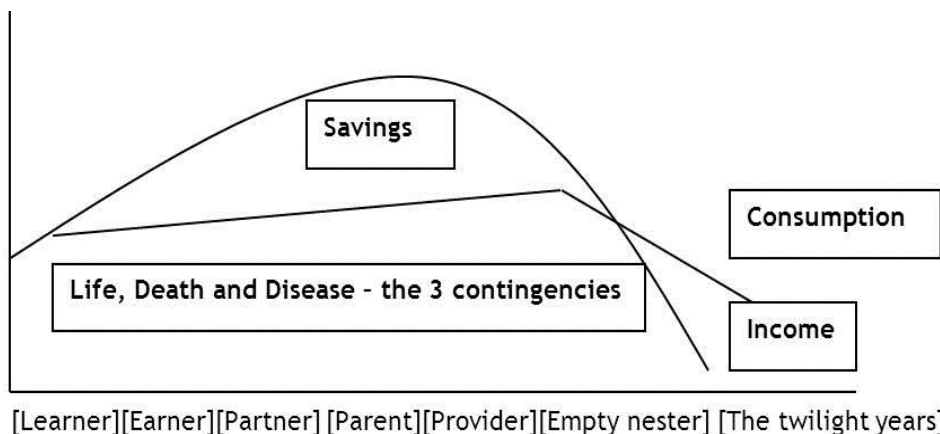 Savings
Consumption
Life, Death and Disease - the 3 contingencies
Income
[Learner][Earner][Partner] [Parent][Provider][Empty nester] [The twilight years]